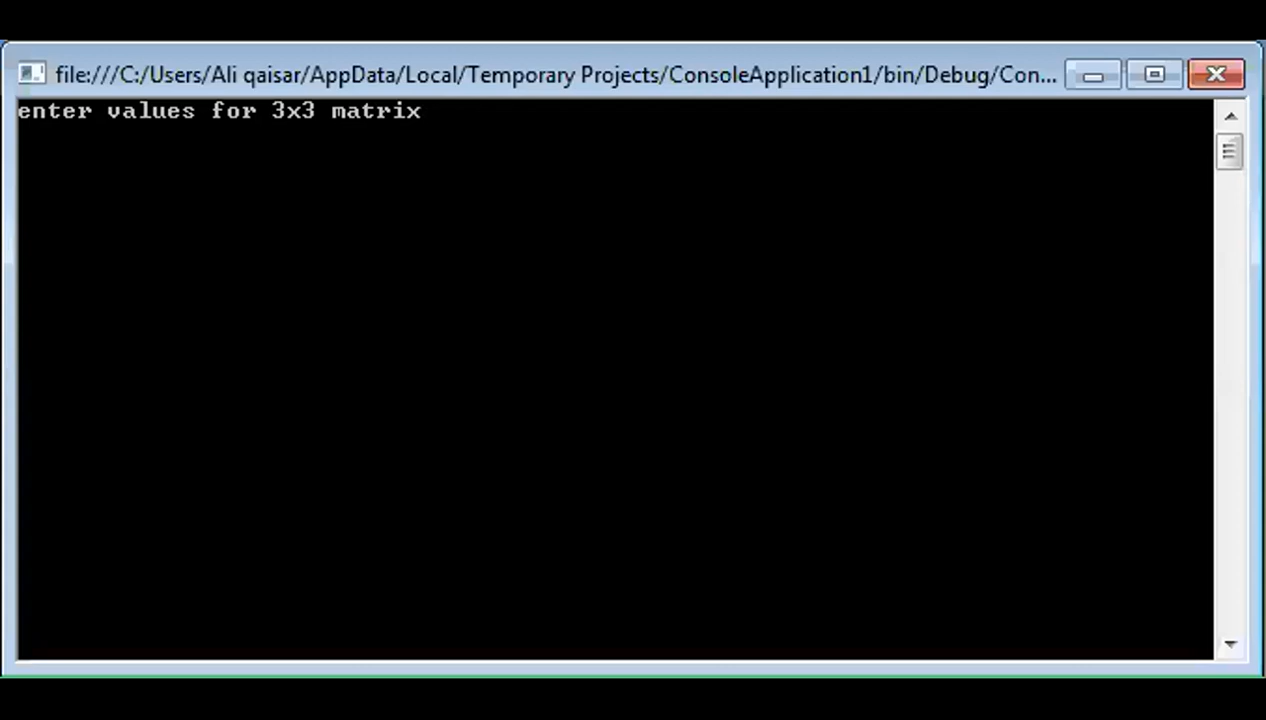 file:///C:/Users/Ali qaisar/AppData/Local/Temporary Projects/ConsoleApplication1/bin/Debug/Con...
enter values for 3x3 matrix